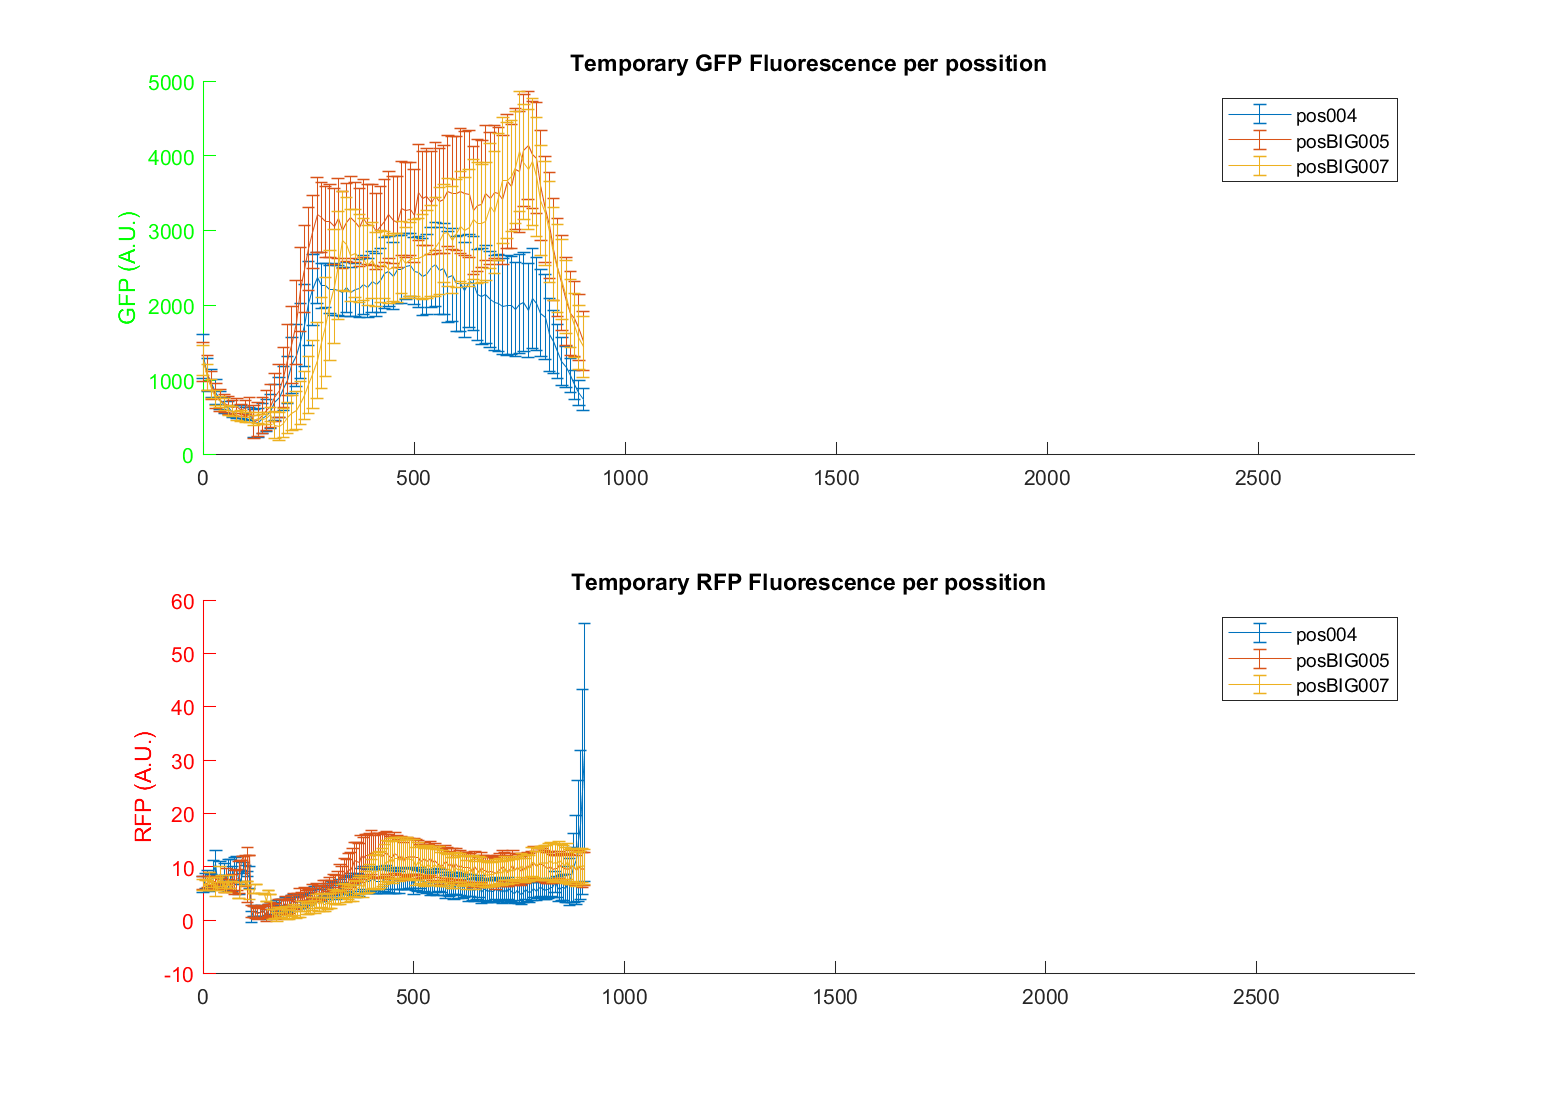 Temporary GFP Fluorescence per possition
5000
4000
3000
2000
1000
0
GFP (A.U.)
0 500 1000 1500 2000 2500
pos004
posBIG005
posBIG007
Temporary RFP Fluorescence per possition
60
50
40
30
20
10
0
-10
RFP (A.U.)
0 500 1000 1500 2000 2500
pos004
posBIG005
posBIG007